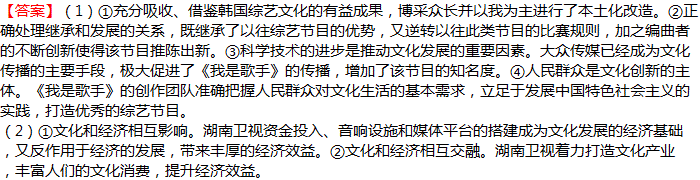 【答案】（1）①充分吸收、借鉴韩国综艺文化的有益成果，博采众长并以我为主进行了本土化改造。②正
确处理继承和发展的关系，既继承了以往综艺节目的优势，又逆转以往此类节目的比赛规则，加之编曲者
的不断创新使得该节目推陈出新。③科学技术的进步是推动文化发展的重要因素。大众传媒已经成为文化
传播的主要手段，极大促进了《我是歌手》的传播，增加了该节目的知名度。④人民群众是文化创新的主
体。《我是歌手》的创作团队准确把握人民群众对文化生活的基本需求，立足于发展中国特色社会主义的
实践，打造优秀的综艺节目。
（2）①文化和经济相互影响。湖南卫视资金投入、音响设施和媒体平台的搭建成为文化发展的经济基础
，又反作用于经济的发展，带来丰厚的经济效益。②文化和经济相互交融。湖南卫视着力打造文化产业
，丰富人们的文化消费，提升经济效益。